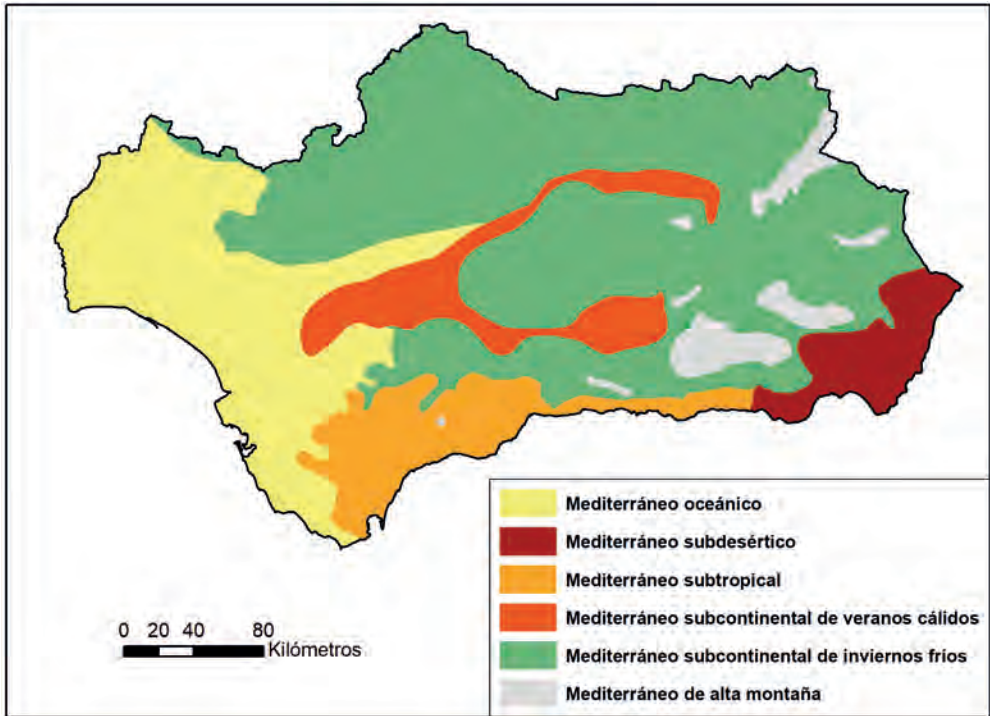 Mediterráneo oceánico
Mediterráneo subdesértico
Mediterráneo subtropical
Mediterráneo subcontinental de veranos cálidos
Mediterráneo subcontinental de inviernos fríos
Mediterráneo de alta montaña
0 20 40 80
Kilómetros